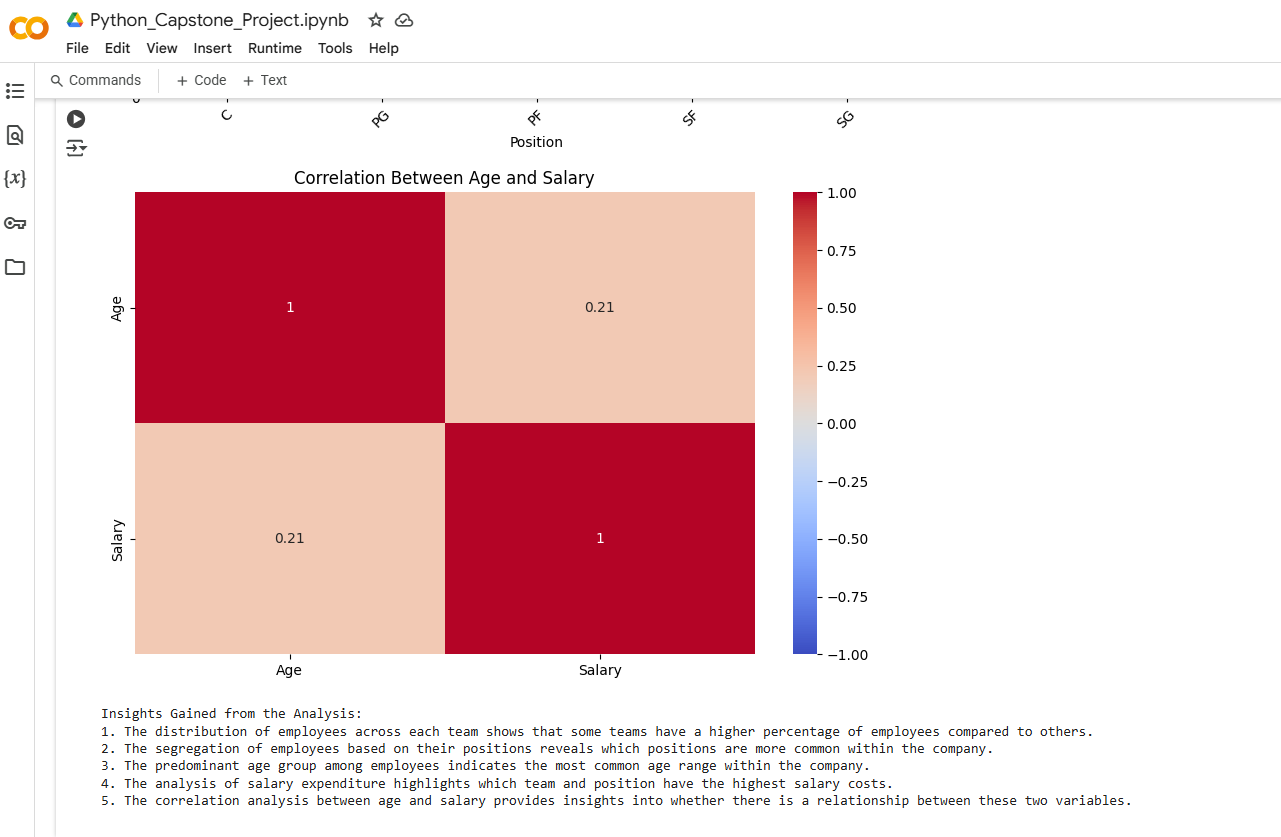 Python_Capstone_Project.ipynb
File Edit View Insert Runtime Tools Help
Commands + Code + Text
0
C PG PF SF SG
Position
Correlation Between Age and Salary
Age
Salary
1 0.21
0.21 1
Age Salary
1.00
0.75
0.50
0.25
0.00
−0.25
−0.50
−0.75
−1.00
{x}
Insights Gained from the Analysis:
1. The distribution of employees across each team shows that some teams have a higher percentage of employees compared to others.
2. The segregation of employees based on their positions reveals which positions are more common within the company.
3. The predominant age group among employees indicates the most common age range within the company.
4. The analysis of salary expenditure highlights which team and position have the highest salary costs.
5. The correlation analysis between age and salary provides insights into whether there is a relationship between these two variables.